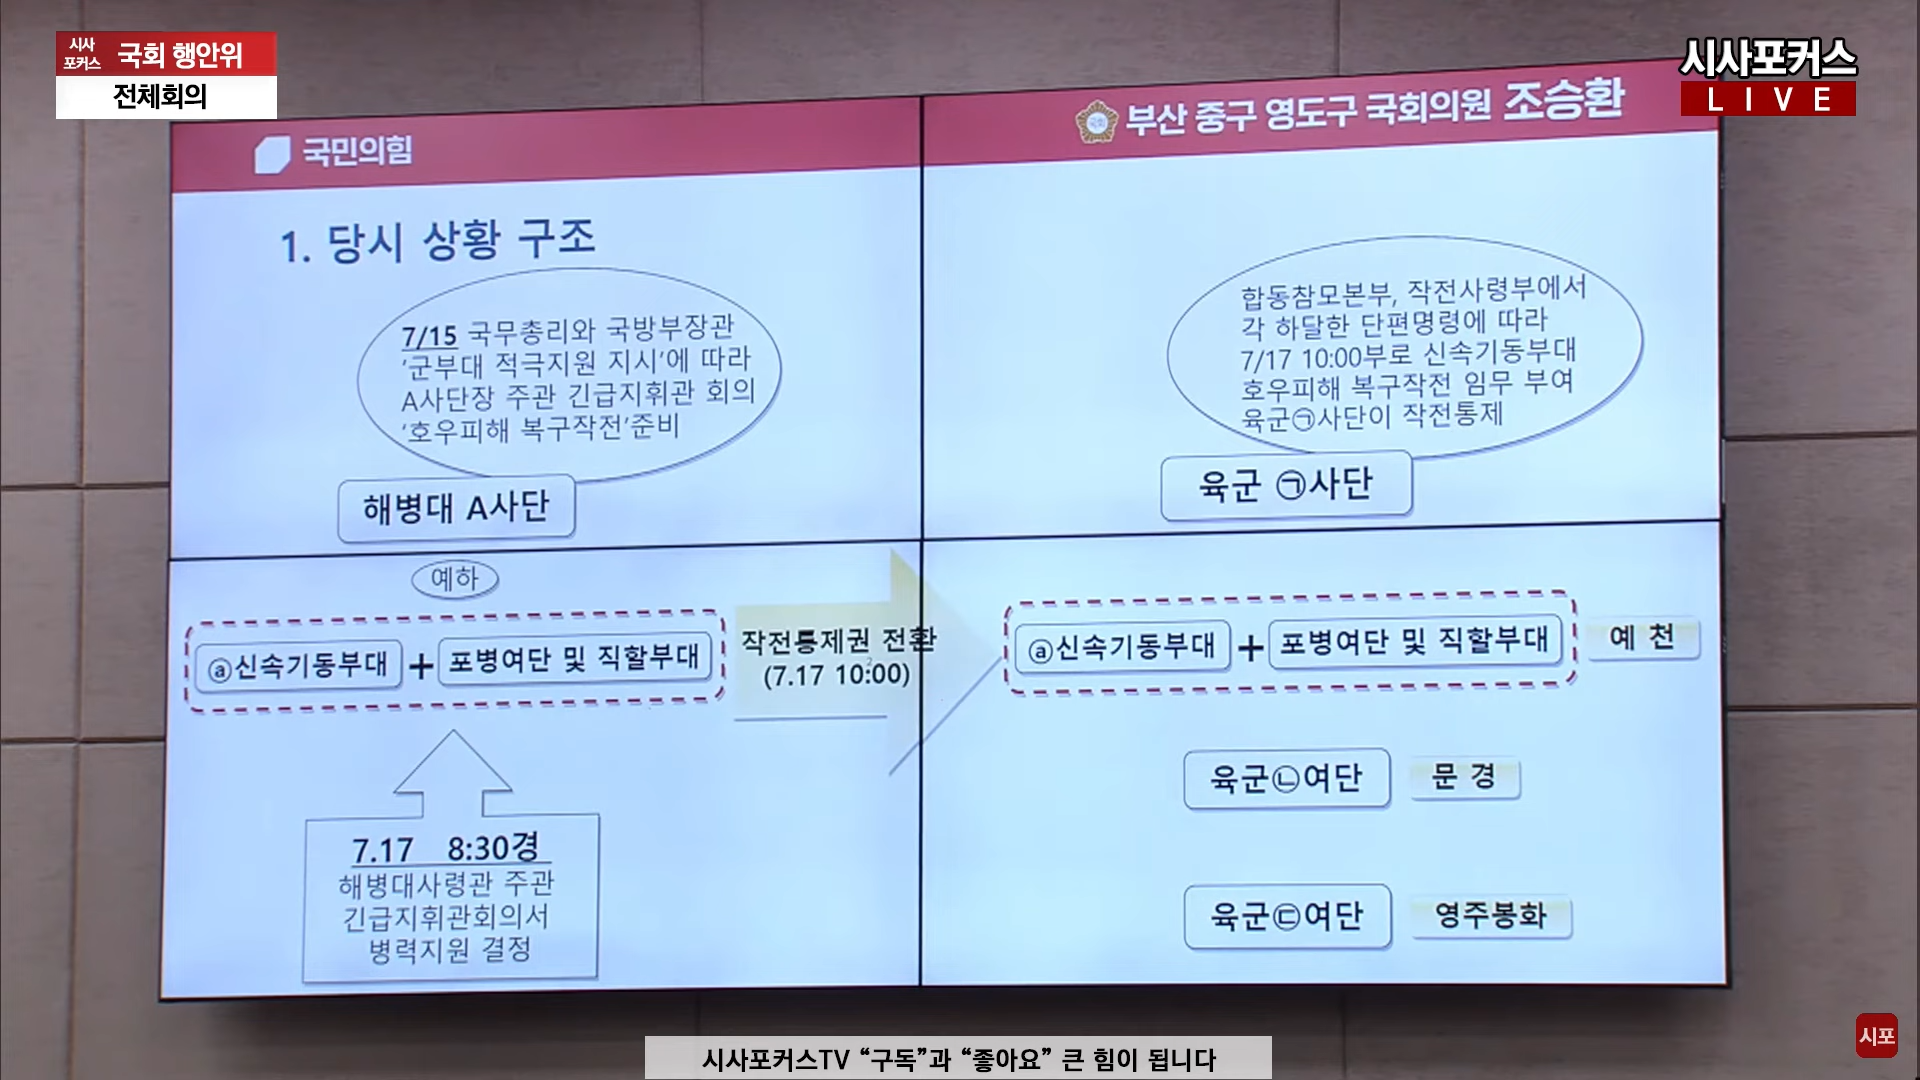 시사
포커스
국회 행안위
전체회의
시사포커스
LIVE
국민의힘
국회
부산 중구 영도구 국회의원 조승환
1. 당시 상황 구조
7/15 국무총리와 국방부장관
‘군부대 적극지원 지시’에 따라
A사단장 주관 긴급지휘관 회의
‘호우피해 복구작전’준비
해병대 A사단
합동참모본부, 작전사령부에서
각 하달한 단편명령에 따라
7/17 10:00부로 신속기동부대
호우피해 복구작전 임무 부여
육군㉠사단이 작전통제
육군 ㉠사단
예하
ⓐ신속기동부대 + 포병여단 및 직할부대
작전통제권 전환
(7.17 10:00)
ⓐ신속기동부대 + 포병여단 및 직할부대
예 천
육군㉡여단
문 경
육군㉢여단
영주봉화
7.17 8:30경
해병대사령관 주관
긴급지휘관회의서
병력지원 결정
시사포커스TV “구독”과 “좋아요” 큰 힘이 됩니다
시포